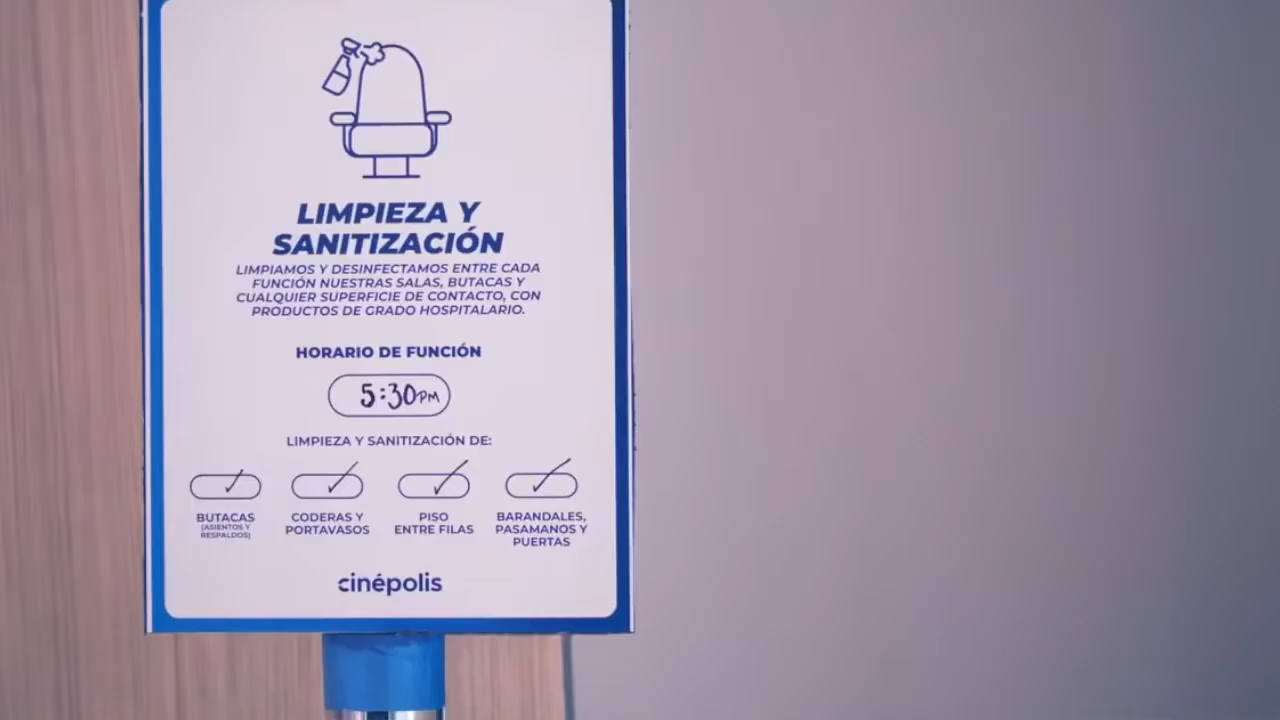 LIMPIEZA Y
SANITIZACIÓN
LIMPIAMOS Y DESINFECTAMOS ENTRE CADA
FUNCIÓN NUESTRAS SALAS, BUTACAS Y
CUALQUIER SUPERFICIE DE CONTACTO, CON
PRODUCTOS DE GRADO HOSPITALARIO.
HORARIO DE FUNCIÓN
5:30PM
LIMPIEZA Y SANITIZACIÓN DE:
BUTACAS
(ASIENTOS Y
RESPALDOS)
CODERAS Y
PORTAVASOS
PISO
ENTRE FILAS
BARANDALES,
PASAMANOS Y
PUERTAS
cinépolis